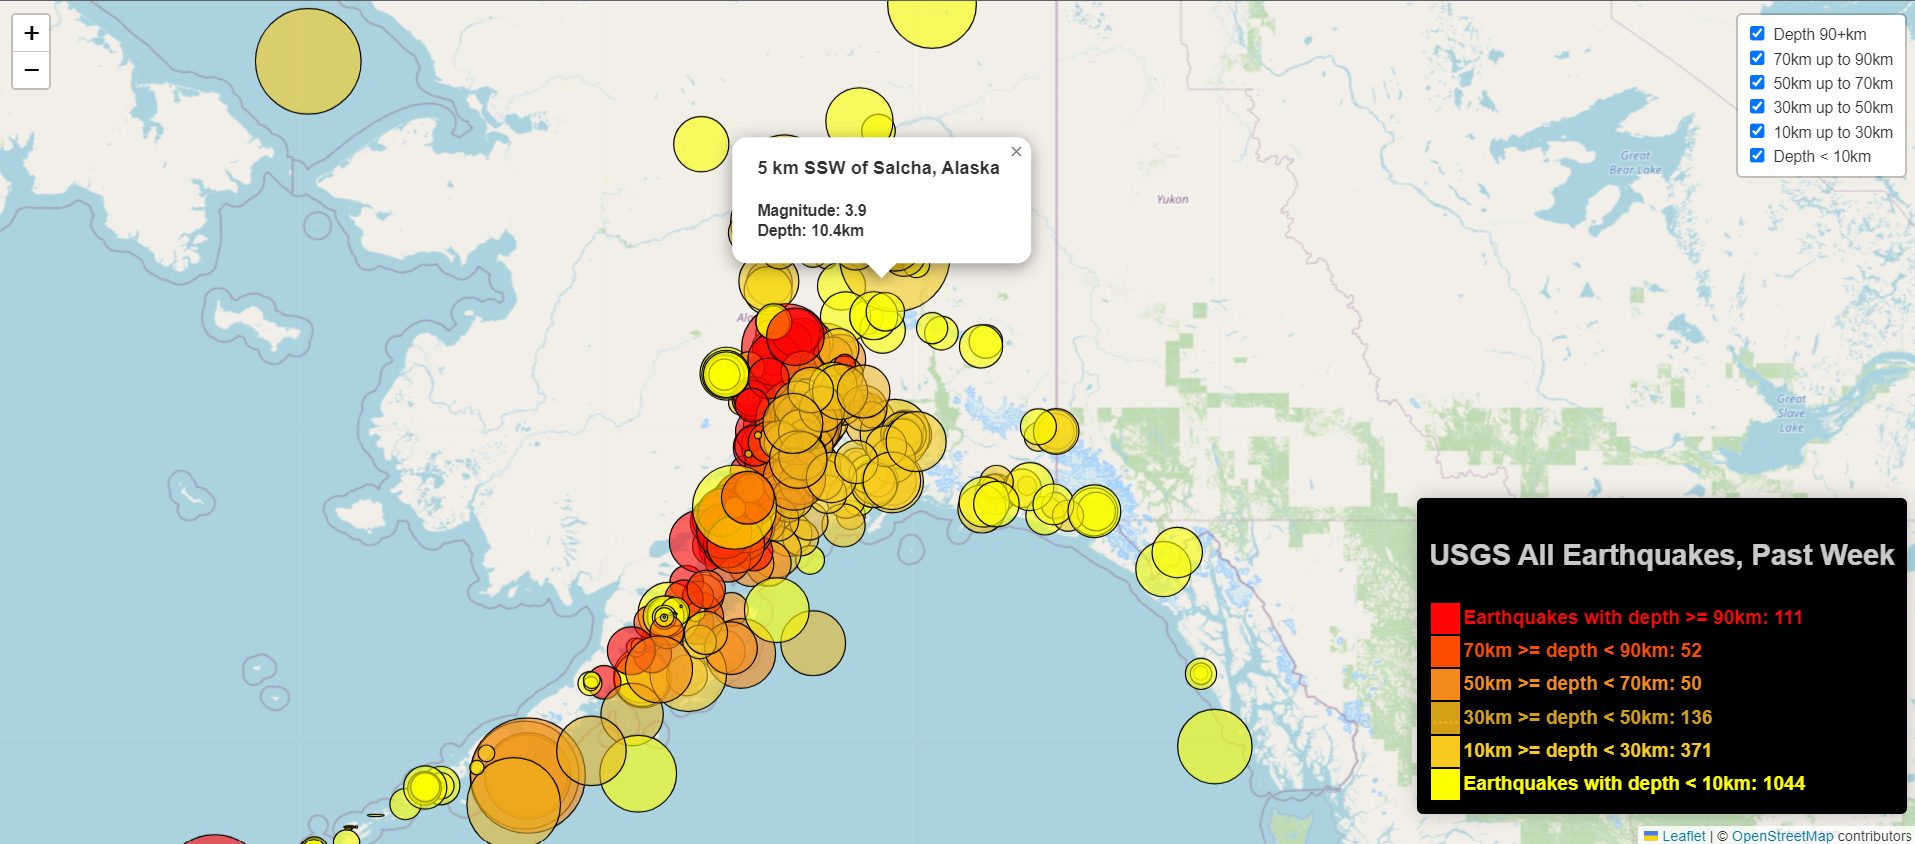 +
−
Depth 90+km
70km up to 90km
50km up to 70km
30km up to 50km
10km up to 30km
Depth < 10km
5 km SSW of Salcha, Alaska
×
Magnitude: 3.9
Depth: 10.4km
Great
Bear Lake
Yukon
Great
Slave
Lake
USGS All Earthquakes, Past Week
Earthquakes with depth >= 90km: 111
70km >= depth < 90km: 52
50km >= depth < 70km: 50
30km >= depth < 50km: 136
10km >= depth < 30km: 371
Earthquakes with depth < 10km: 1044
Leaflet | © OpenStreetMap contributors